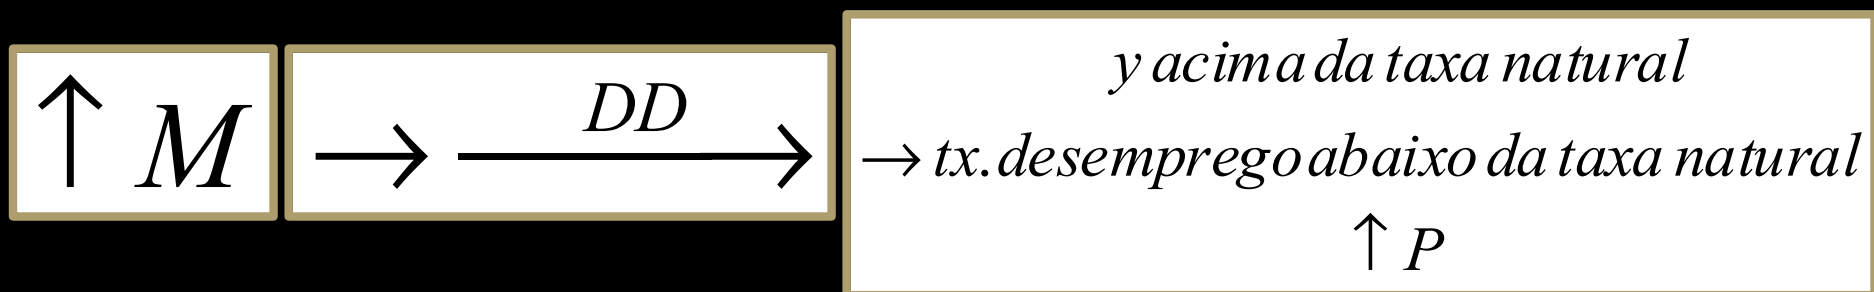 ↑ M
→ DD →
y acima da taxa natural
→ tx. desemprego abaixo da taxa natural
↑ P